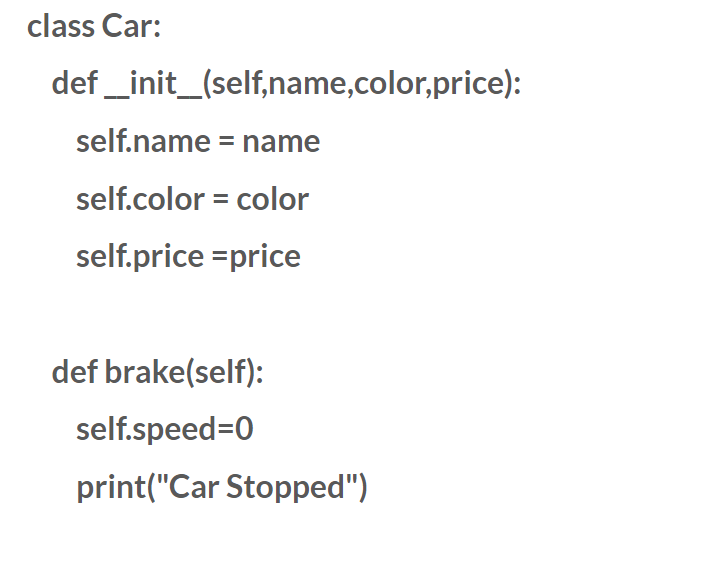 class Car:
def __init__(self,name,color,price):
self.name = name
self.color = color
self.price =price
def brake(self):
self.speed=0
print("Car Stopped")